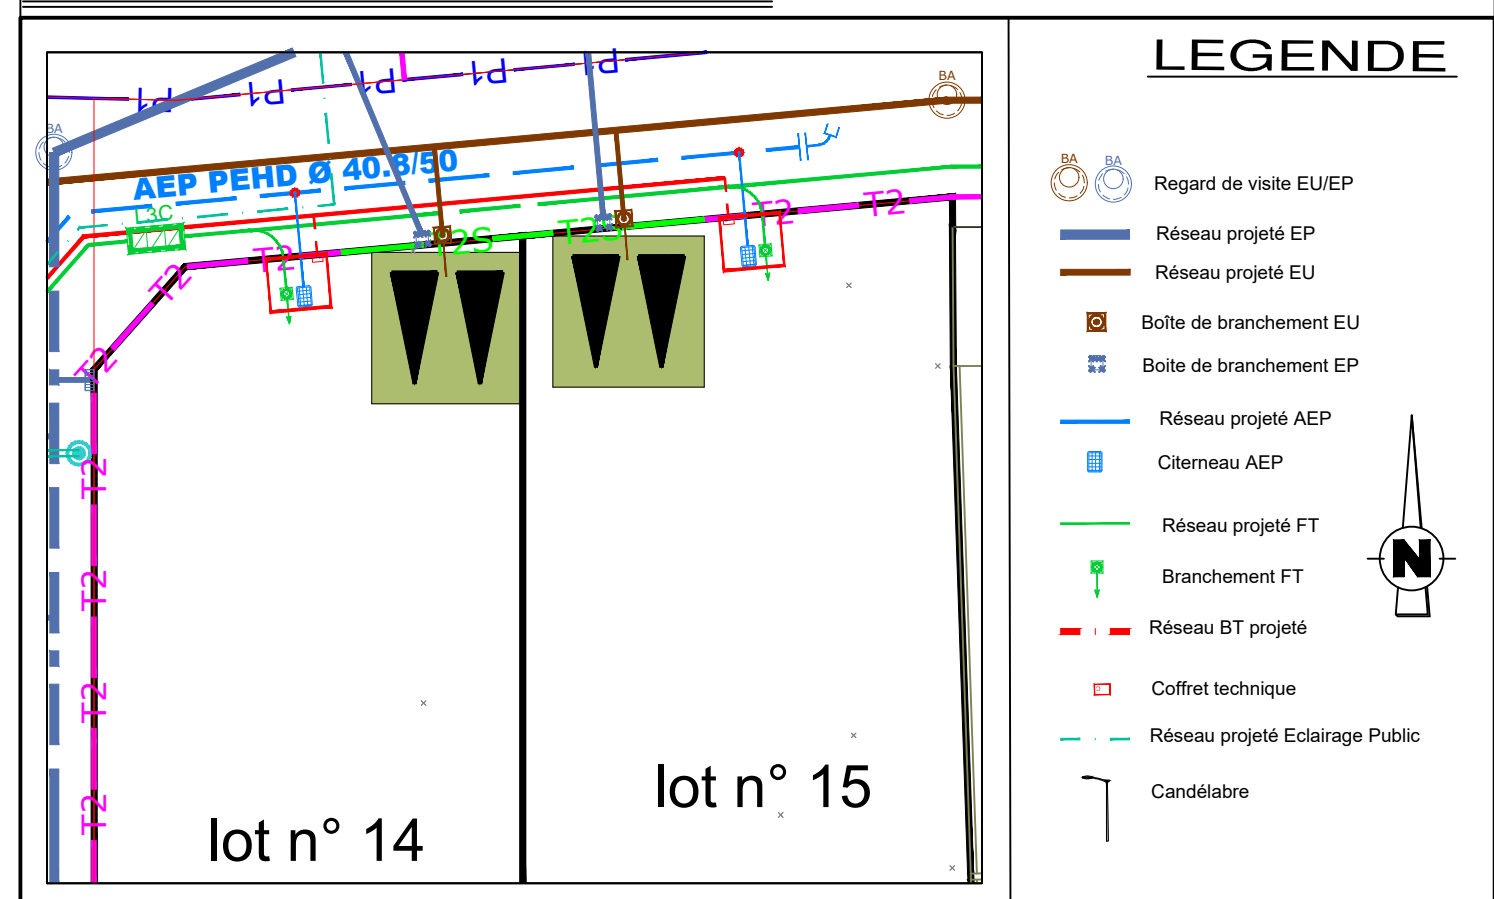 LEGENDE
P1
P1
P1
P1
P1
BA
BA
AEP PEHD Ø 40.8/50
L3C
T2
T2
T2
T2S
T2S
T2
T2
T2
T2
T2
T2
lot n° 15
lot n° 14
BA BA
Regard de visite EU/EP
Réseau projeté EP
Réseau projeté EU
Boîte de branchement EU
Boite de branchement EP
Réseau projeté AEP
Citerneau AEP
Réseau projeté FT
Branchement FT
Réseau BT projeté
Coffret technique
Réseau projeté Eclairage Public
Candélabre
N